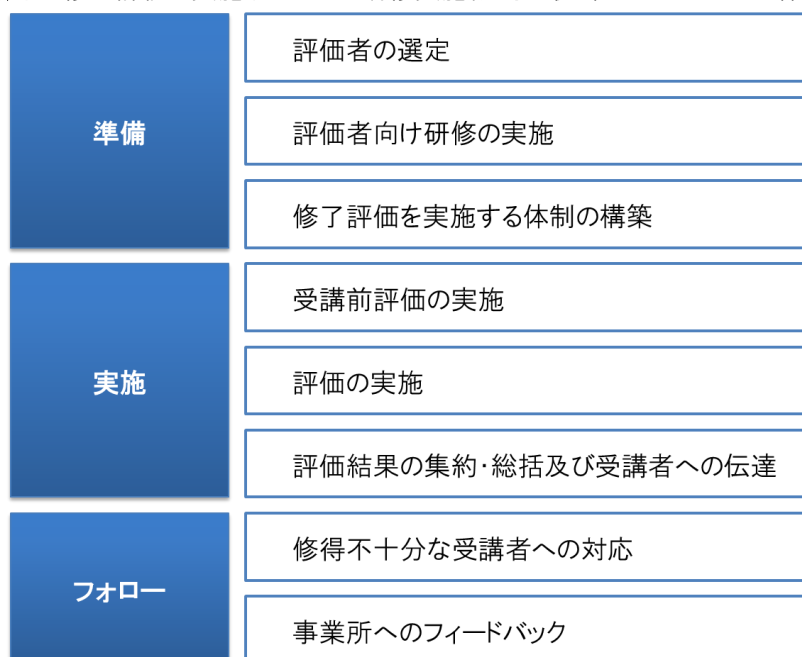 準備
評価者の選定
評価者向け研修の実施
修了評価を実施する体制の構築
実施
受講前評価の実施
評価の実施
評価結果の集約･総括及び受講者への伝達
フォロー
修得不十分な受講者への対応
事業所へのフィードバック